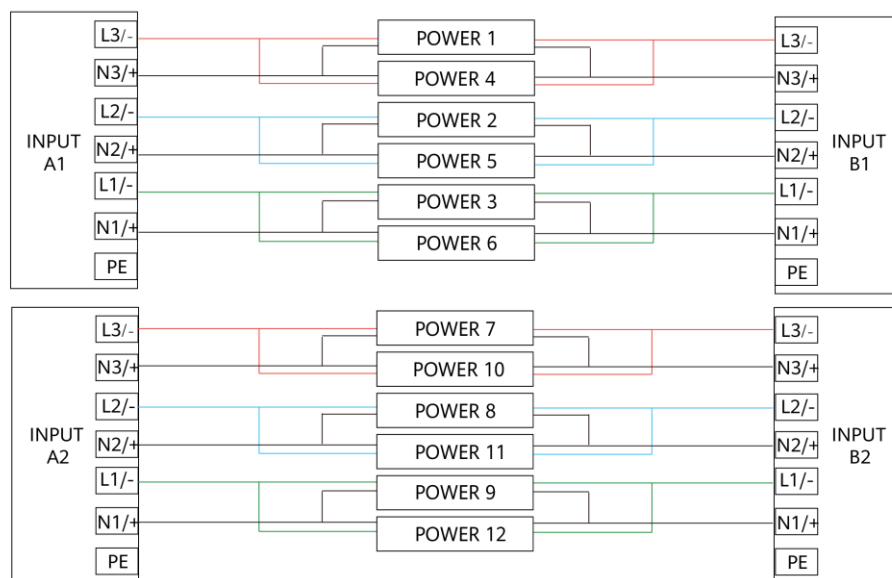 INPUT
A1
L3/-
N3/+
L2/-
N2/+
L1/-
N1/+
PE
POWER 1
POWER 4
POWER 2
POWER 5
POWER 3
POWER 6
L3/-
N3/+
L2/-
N2/+
L1/-
N1/+
PE
INPUT
B1
INPUT
A2
L3/-
N3/+
L2/-
N2/+
L1/-
N1/+
PE
POWER 7
POWER 10
POWER 8
POWER 11
POWER 9
POWER 12
L3/-
N3/+
L2/-
N2/+
L1/-
N1/+
PE
INPUT
B2